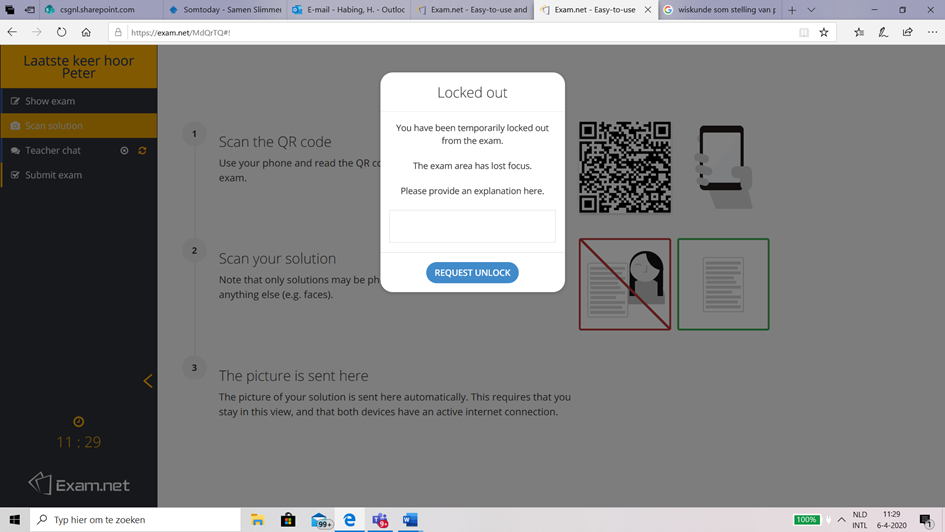 csgnl.sharepoint.com
Somtoday - Samen Slimmer
E-mail - Habing, H. - Outloc
Exam.net - Easy-to-use and
Exam.net - Easy-to-use
wiskunde som stelling van p
https://exam.net/MdQrTQ#!
Laatste keer hoor
Peter
Show exam
Scan solution
Teacher chat
Submit exam
11 : 29
Exam.net
1
Scan the QR code
Use your phone and read the QR co
exam.
2
Scan your solution
Note that only solutions may be ph
anything else (e.g. faces).
3
The picture is sent here
The picture of your solution is sent here automatically. This requires that you
stay in this view, and that both devices have an active internet connection.
Locked out
You have been temporarily locked out
from the exam.
The exam area has lost focus.
Please provide an explanation here.
REQUEST UNLOCK
Typ hier om te zoeken
99+
9+
100%
NLD
INTL
11:29
6-4-2020
1